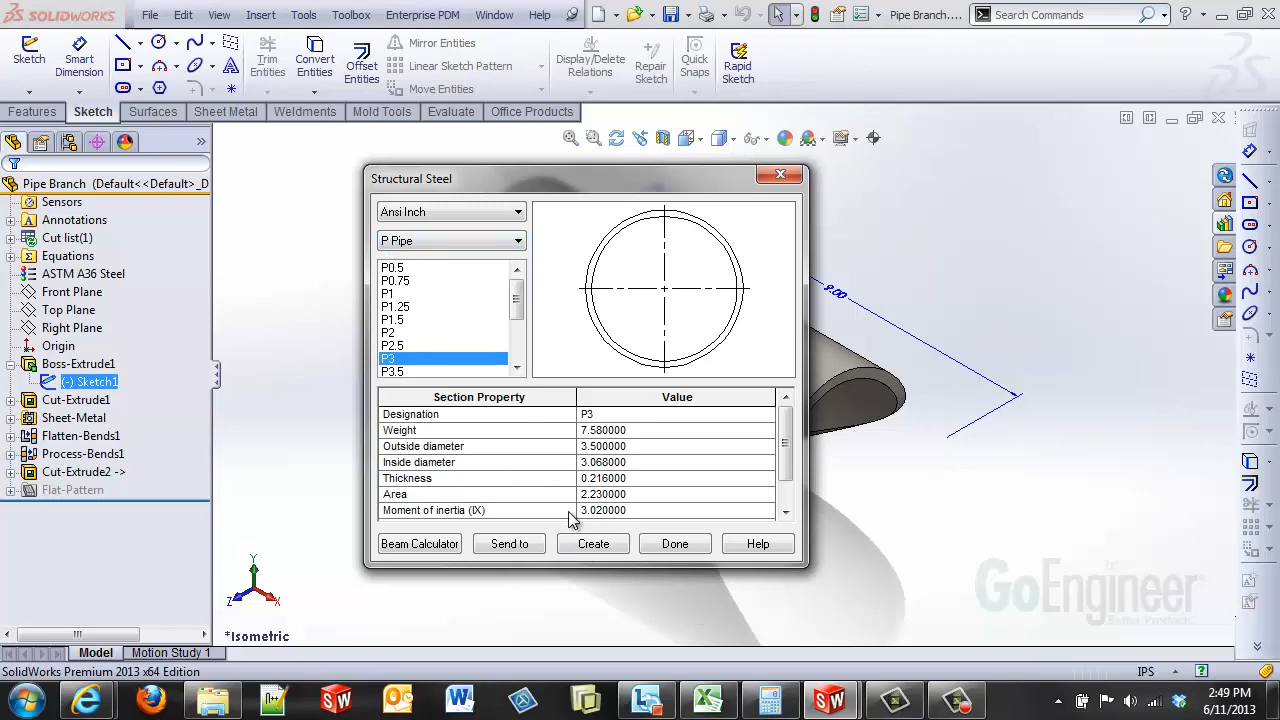 SOLIDWORKS File Edit View Insert Tools Toolbox Enterprise PDM Window Help Pipe Branch.... Search Commands
Sketch Smart Dimension Trim Entities Convert Entities Offset Entities Mirror Entities Linear Sketch Pattern Move Entities Display/Delete Relations Repair Sketch Quick Snaps Rapid Sketch
Features Sketch Surfaces Sheet Metal Weldments Mold Tools Evaluate Office Products
Pipe Branch (Default<<Default>_D
Sensors
Annotations
Cut list(1)
Equations
ASTM A36 Steel
Front Plane
Top Plane
Right Plane
Origin
Boss-Extrude1
(-) Sketch1
Cut-Extrude1
Sheet-Metal
Flatten-Bends1
Process-Bends1
Cut-Extrude2 ->
Flat-Pattern
Structural Steel
Ansi Inch
P Pipe
P0.5
P0.75
P1
P1.25
P1.5
P2
P2.5
P3
P3.5
Section Property Value
Designation P3
Weight 7.580000
Outside diameter 3.500000
Inside diameter 3.068000
Thickness 0.216000
Area 2.230000
Moment of inertia (IX) 3.020000
Beam Calculator Send to Create Done Help
9.00
Y
Z X
*Isometric
GoEngineer
Model Motion Study 1
SolidWorks Premium 2013 x64 Edition IPS
2:49 PM
6/11/2013